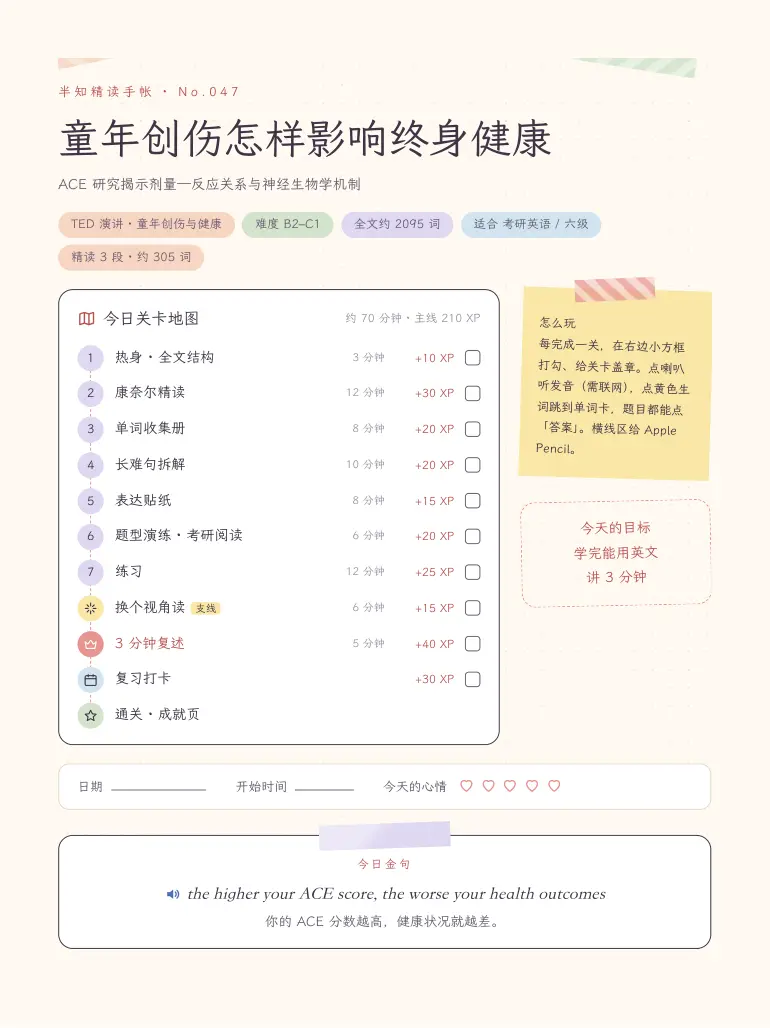 半知精读手帐 · No.047
童年创伤怎样影响终身健康
ACE 研究揭示剂量—反应关系与神经生物学机制
TED 演讲 · 童年创伤与健康
难度 B2–C1
全文约 2095 词
适合 考研英语 / 六级
精读 3 段 · 约 305 词
今日关卡地图
约 70 分钟 · 主线 210 XP
1 热身 · 全文结构 3 分钟 +10 XP
2 康奈尔精读 12 分钟 +30 XP
3 单词收集册 8 分钟 +20 XP
4 长难句拆解 10 分钟 +20 XP
5 表达贴纸 8 分钟 +15 XP
6 题型演练 · 考研阅读 6 分钟 +20 XP
7 练习 12 分钟 +25 XP
换个视角读 支线 6 分钟 +15 XP
3 分钟复述 5 分钟 +40 XP
复习打卡 +30 XP
通关 · 成就页
怎么玩
每完成一关，在右边小方框
打勾、给关卡盖章。点喇叭
听发音（需联网），点黄色生
词跳到单词卡，题目都能点
「答案」。横线区给 Apple
Pencil。
今天的目标
学完能用英文
讲 3 分钟
日期 开始时间 今天的心情
今日金句
the higher your ACE score, the worse your health outcomes
你的 ACE 分数越高，健康状况就越差。